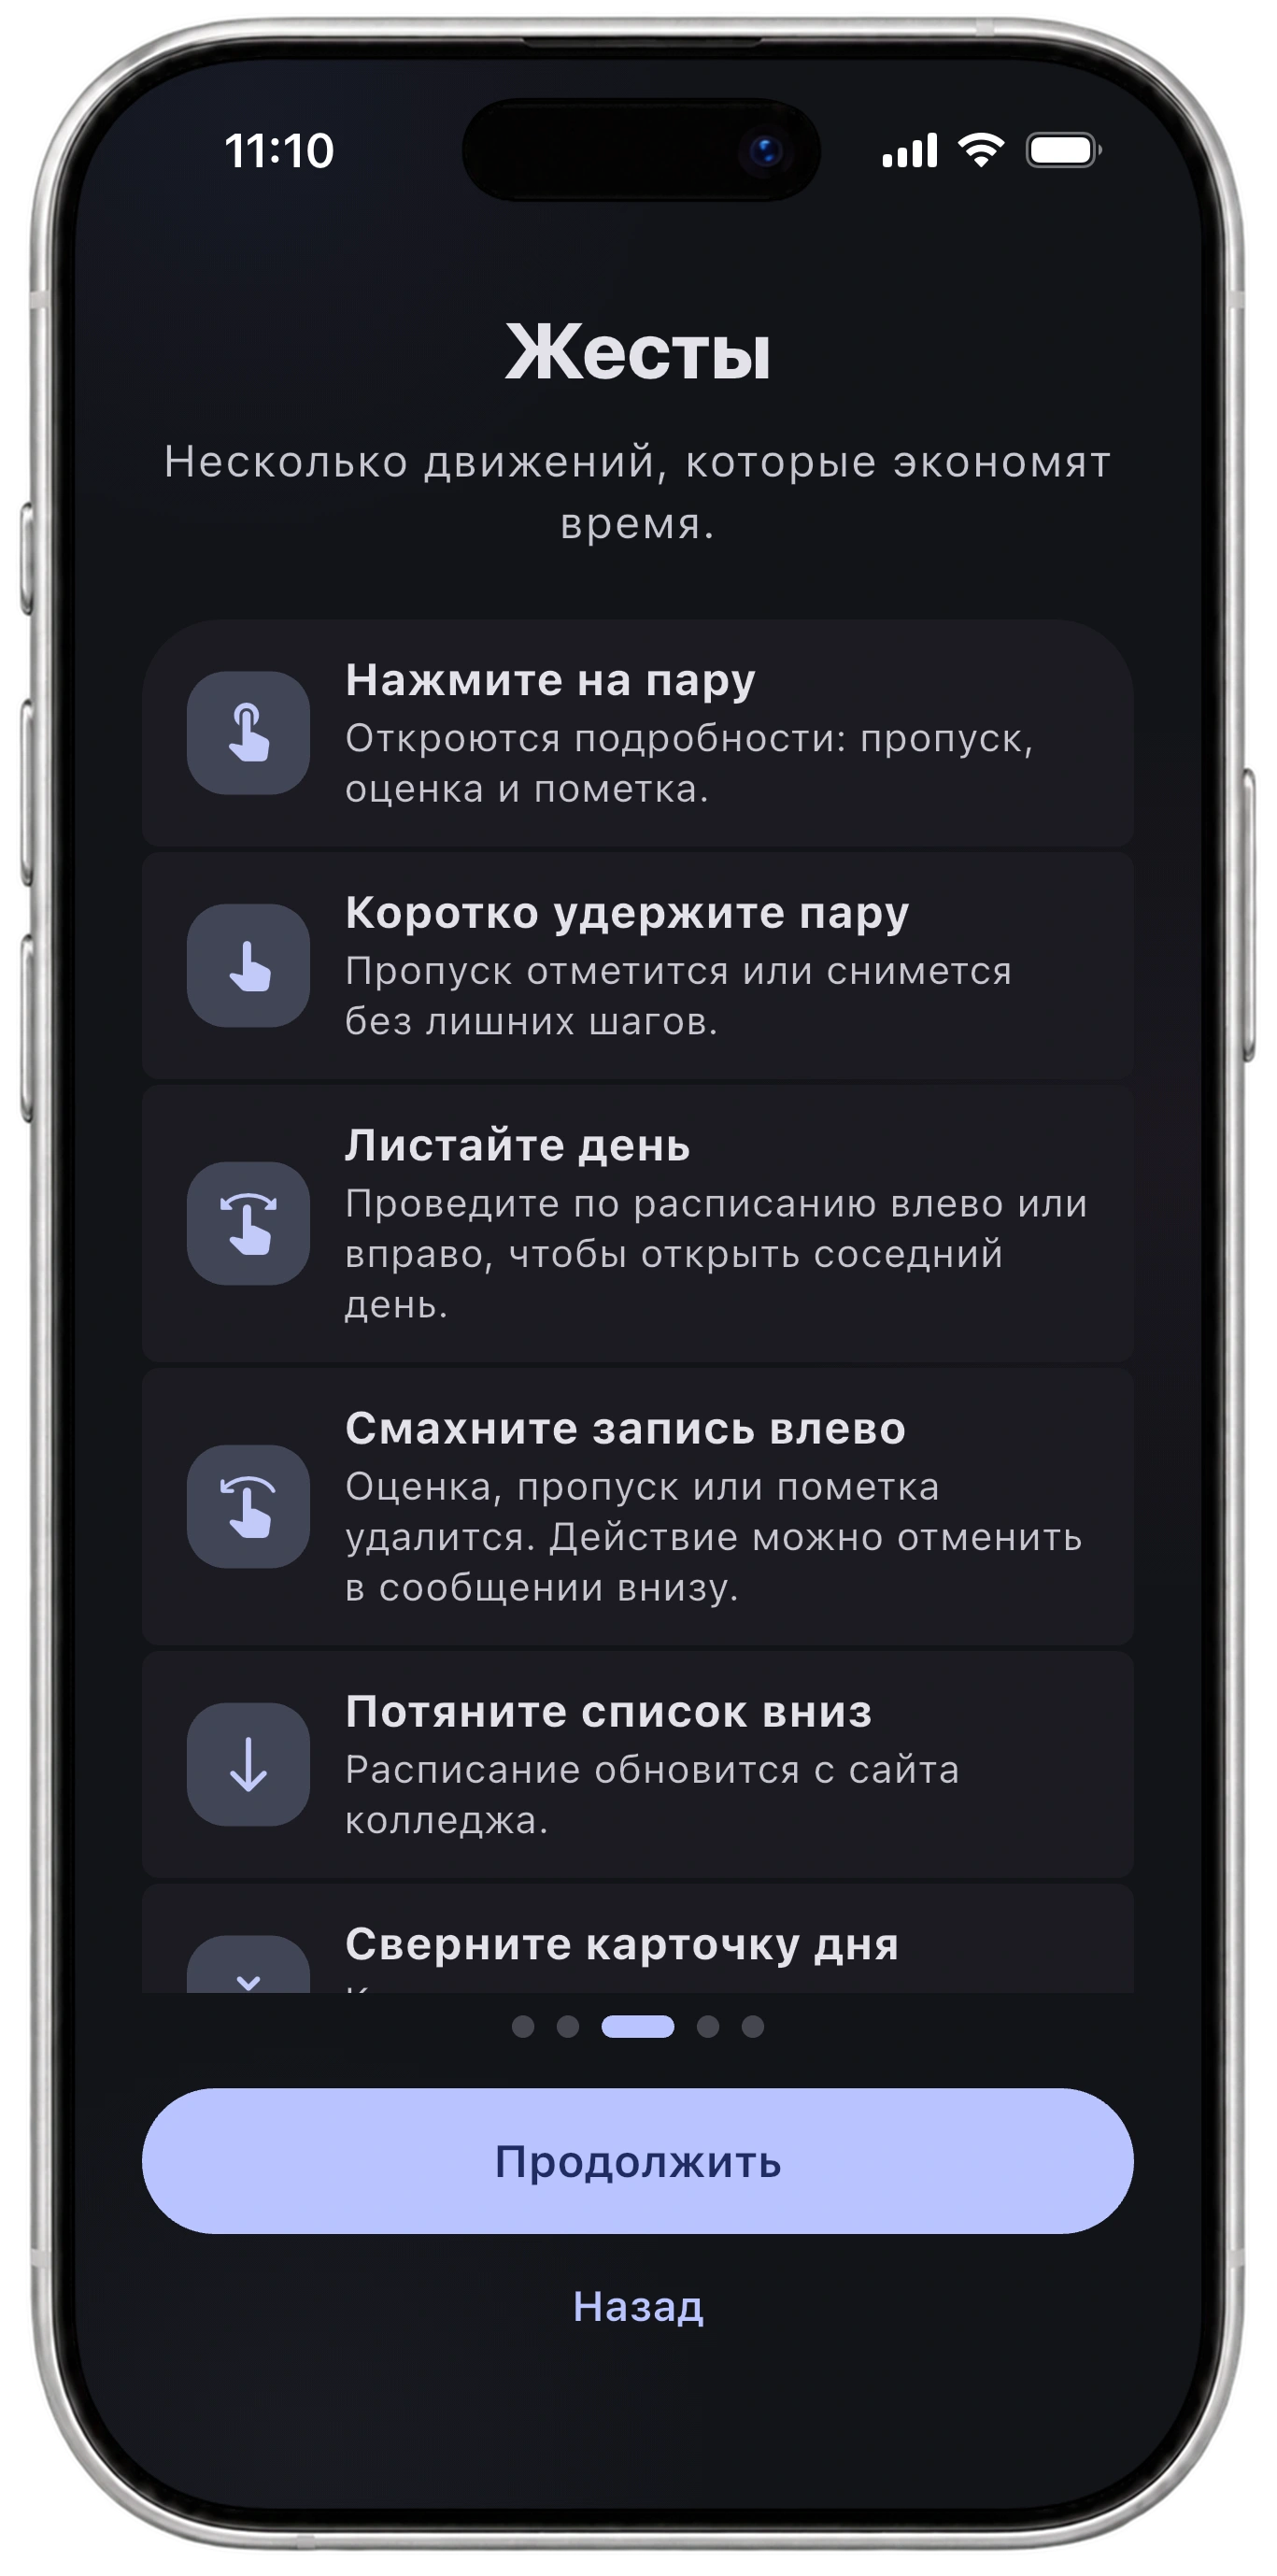 11:10
Жесты
Несколько движений, которые экономят
время.
Нажмите на пару
Откроются подробности: пропуск,
оценка и пометка.
Коротко удержите пару
Пропуск отметится или снимется
без лишних шагов.
Листайте день
Проведите по расписанию влево или
вправо, чтобы открыть соседний
день.
Смахните запись влево
Оценка, пропуск или пометка
удалится. Действие можно отменить
в сообщении внизу.
Потяните список вниз
Расписание обновится с сайта
колледжа.
Сверните карточку дня
Продолжить
Назад